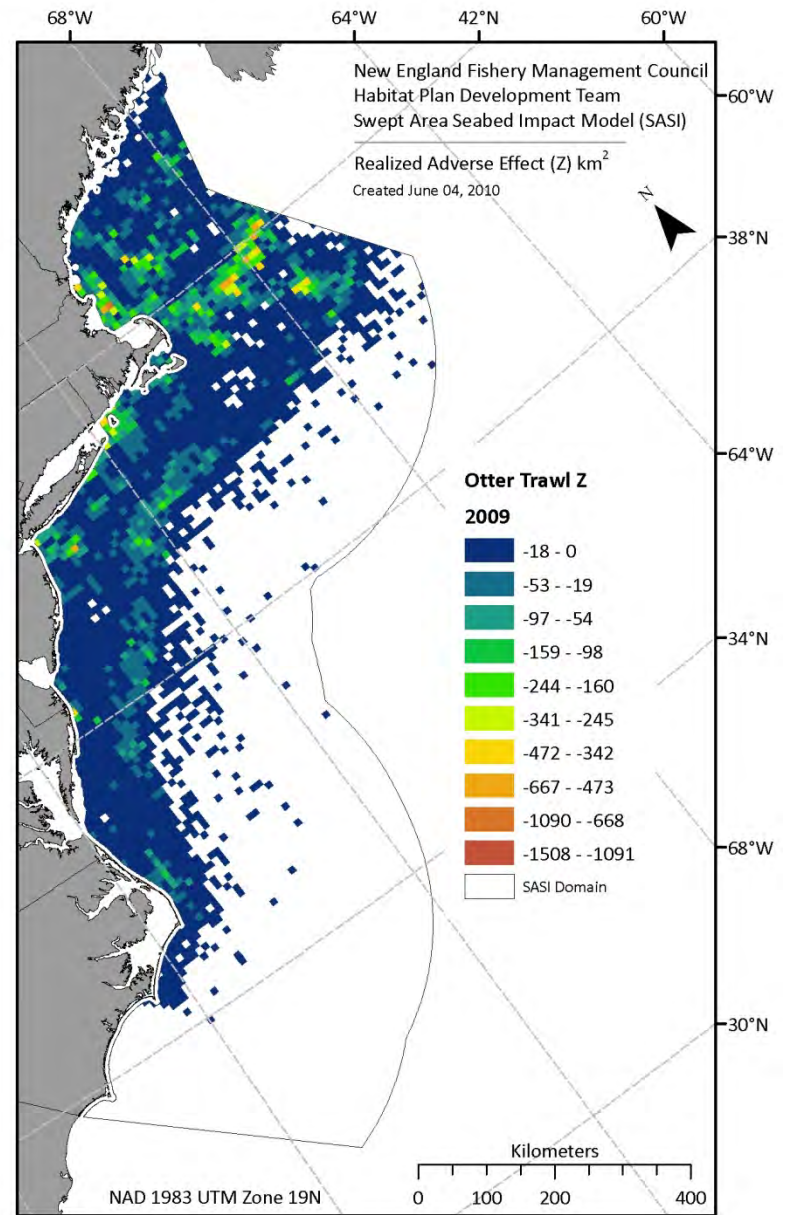 68°W
64°W
42°N
60°W
New England Fishery Management Council
Habitat Plan Development Team
Swept Area Seabed Impact Model (SASI)
Realized Adverse Effect (Z) km²
Created June 04, 2010
N
60°W
38°N
64°W
34°N
68°W
30°N
Otter Trawl Z
2009
-18 - 0
-53 - -19
-97 - -54
-159 - -98
-244 - -160
-341 - -245
-472 - -342
-667 - -473
-1090 - -668
-1508 - -1091
SASI Domain
Kilometers
0 100 200 400
NAD 1983 UTM Zone 19N